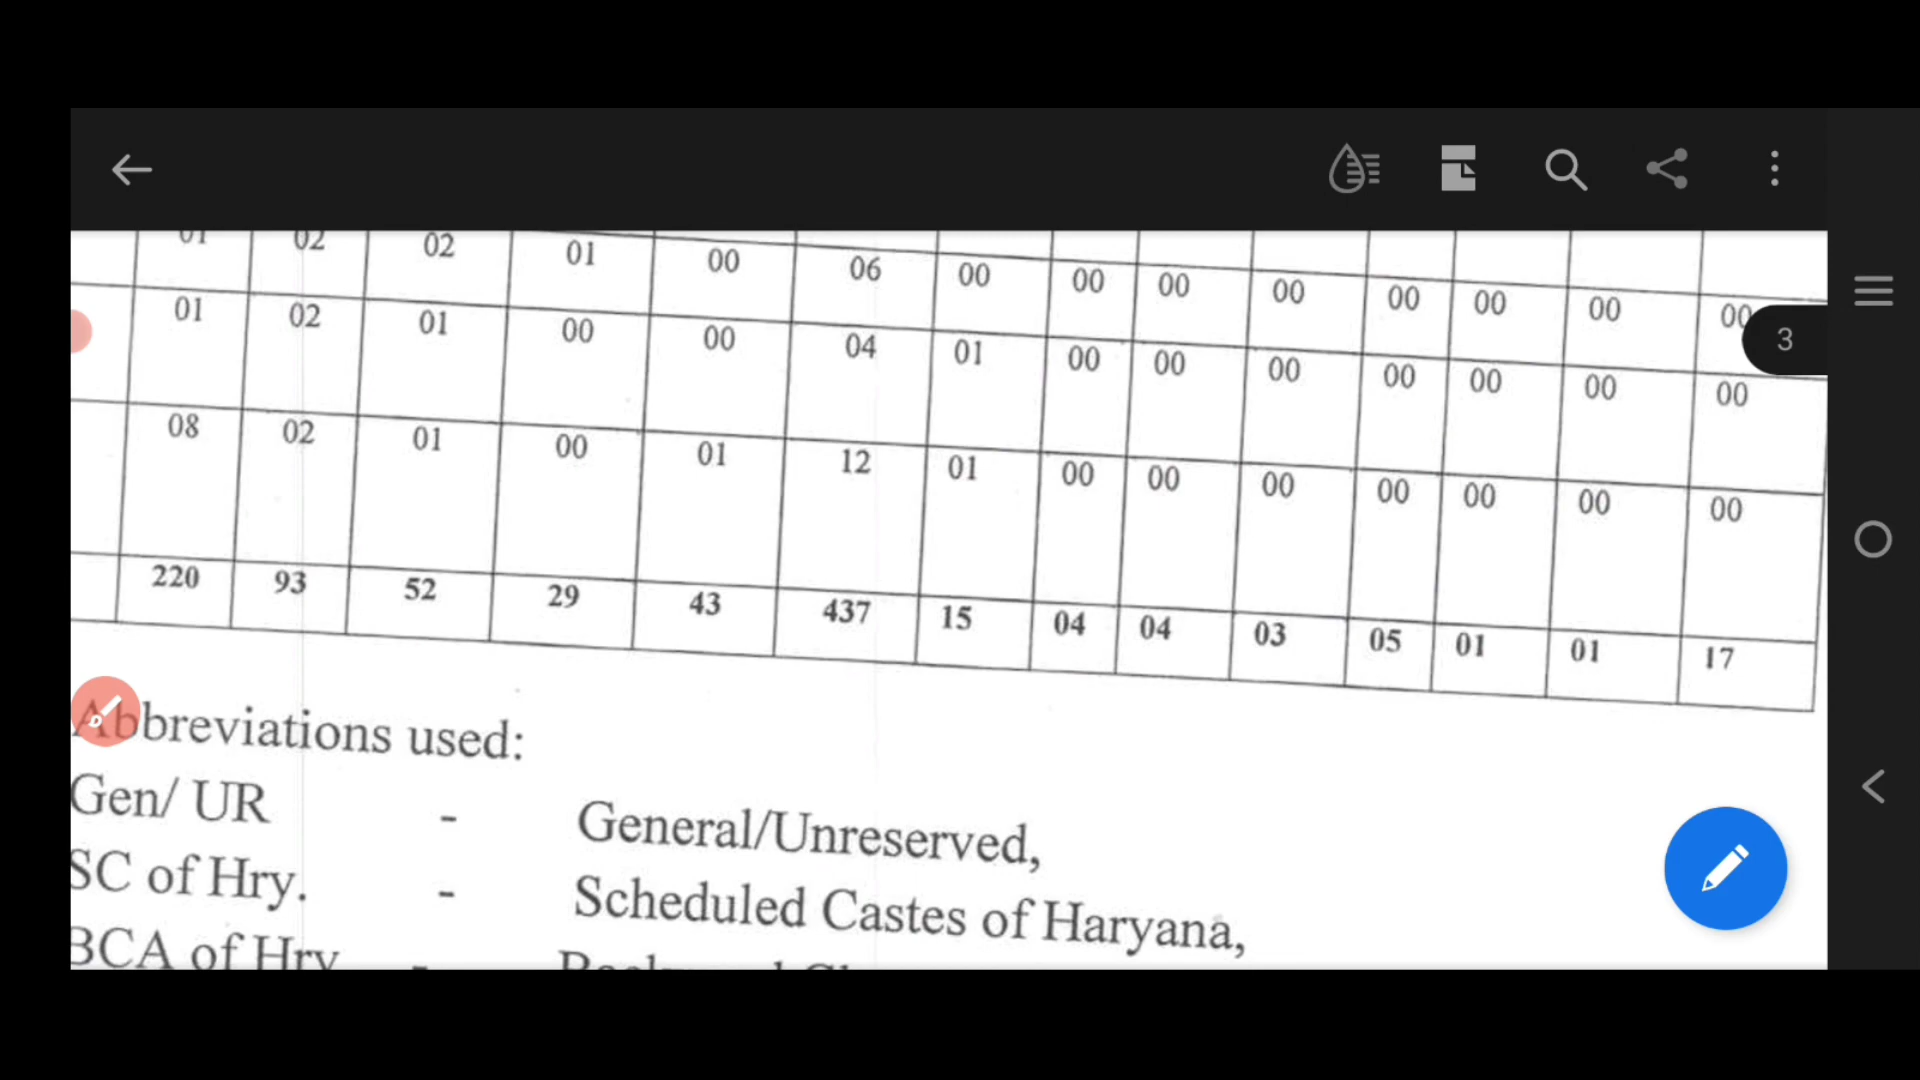 01 02 02 01 00 06 00 00 00 00 00 00 00 00
01 02 01 00 00 04 01 00 00 00 00 00 00 00
3
08 02 01 00 01 12 01 00 00 00 00 00 00 00
220 93 52 29 43 437 15 04 04 03 05 01 01 17
Abbreviations used:
Gen/ UR - General/Unreserved,
SC of Hry. - Scheduled Castes of Haryana,
BCA of Hry -